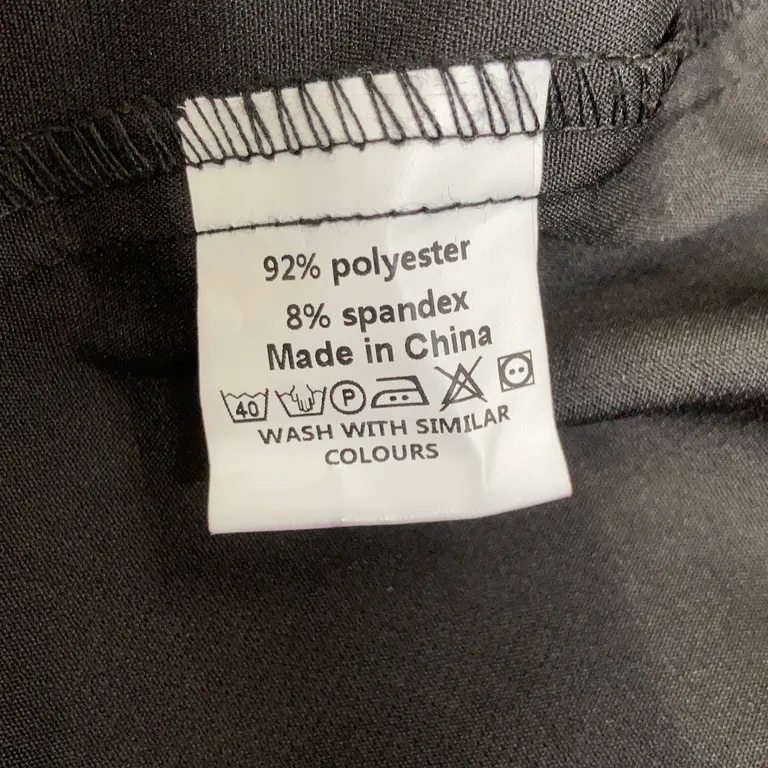 92% polyester
8% spandex
Made in China
40 P
WASH WITH SIMILAR
COLOURS